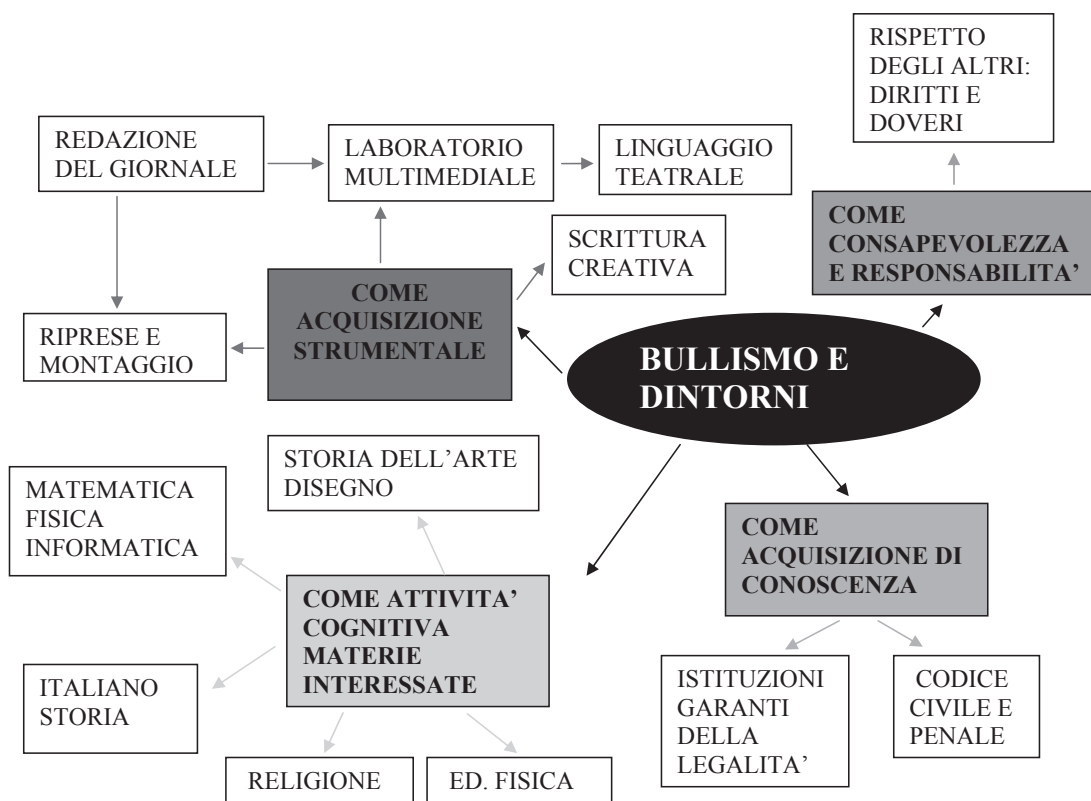 RISPETTO
DEGLI ALTRI:
DIRITTI E
DOVERI
REDAZIONE
DEL GIORNALE
LABORATORIO
MULTIMEDIALE
LINGUAGGIO
TEATRALE
COME
CONSAPEVOLEZZA
E RESPONSABILITA’
SCRITTURA
CREATIVA
COME
ACQUISIZIONE
STRUMENTALE
RIPRESE E
MONTAGGIO
BULLISMO E
DINTORNI
STORIA DELL’ARTE
DISEGNO
MATEMATICA
FISICA
INFORMATICA
COME
ACQUISIZIONE DI
CONOSCENZA
COME ATTIVITA’
COGNITIVA
MATERIE
INTERESSATE
ITALIANO
STORIA
ISTITUZIONI
GARANTI
DELLA
LEGALITA’
CODICE
CIVILE E
PENALE
RELIGIONE
ED. FISICA